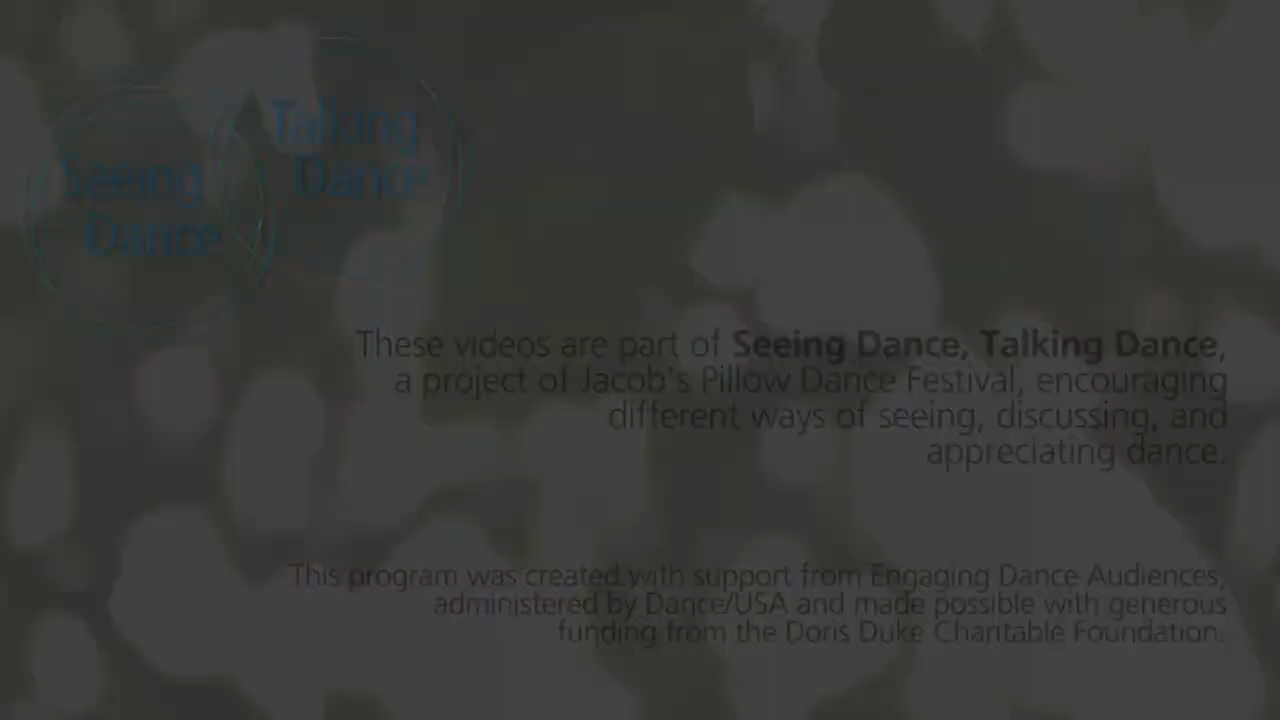 Talking
Dance
Seeing
Dance
These videos are part of Seeing Dance, Talking Dance,
a project of Jacob's Pillow Dance Festival, encouraging
different ways of seeing, discussing, and
appreciating dance.
This program was created with support from Engaging Dance Audiences,
administered by Dance/USA and made possible with generous
funding from the Doris Duke Charitable Foundation.